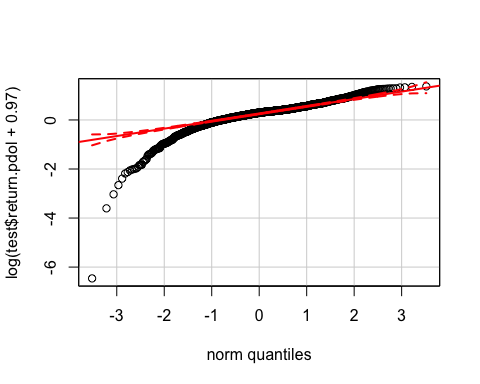 log(test$return.pdol + 0.97)
0
-2
-4
-6
-3 -2 -1 0 1 2 3
norm quantiles